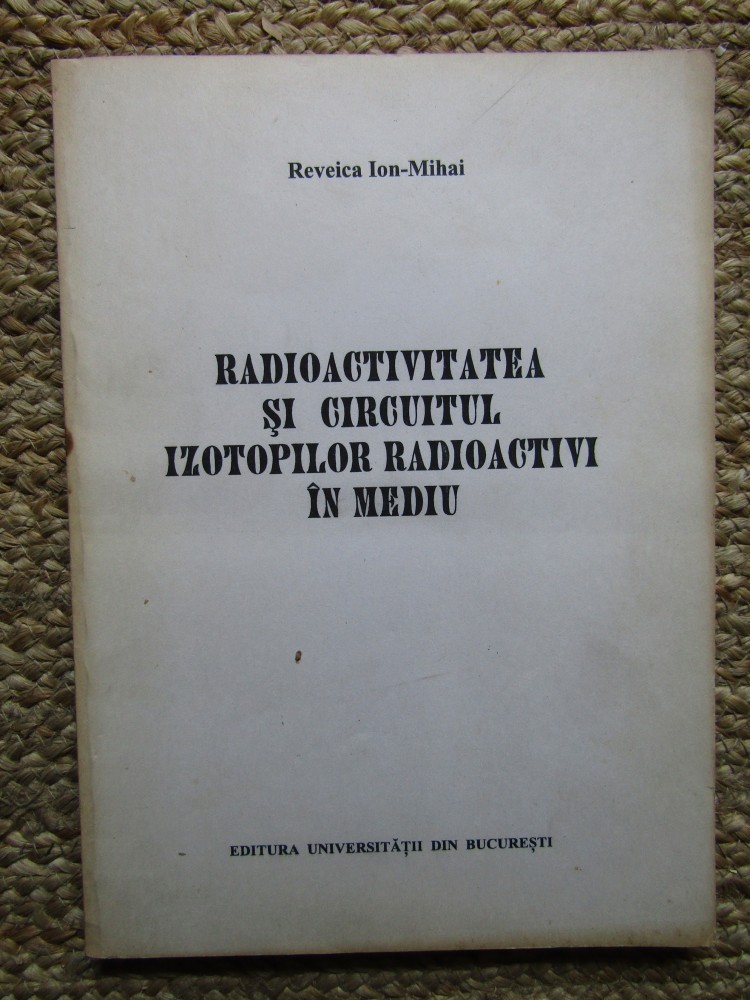 Reveica Ion-Mihai
RADIOACTIVITATEA
ŞI CIRCUITUL
IZOTOPILOR RADIOACTIVI
ÎN MEDIU
EDITURA UNIVERSITĂŢII DIN BUCUREŞTI